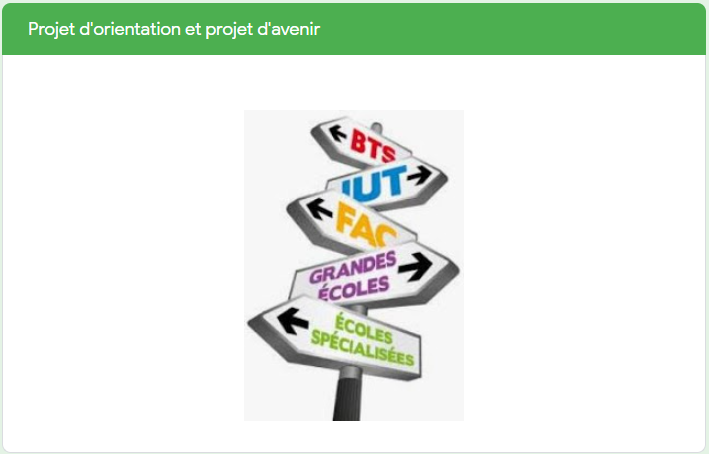 Projet d'orientation et projet d'avenir
BTS
IUT
FAC
GRANDES
ÉCOLES
ÉCOLES
SPÉCIALISÉES